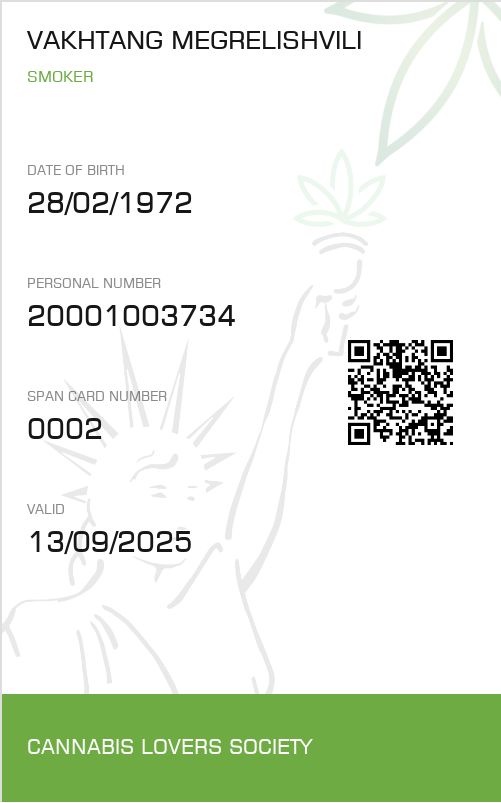 VAKHTANG MEGRELISHVILI
SMOKER
DATE OF BIRTH
28/02/1972
PERSONAL NUMBER
20001003734
SPAN CARD NUMBER
0002
VALID
13/09/2025
CANNABIS LOVERS SOCIETY